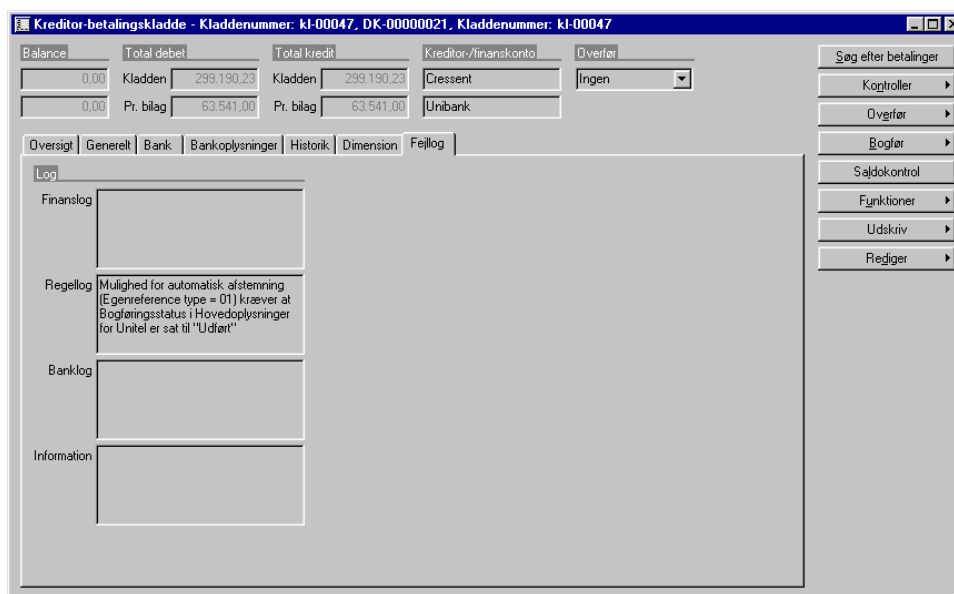 Kreditor-betalingskladde - Kladdenummer: kl-00047, DK-00000021, Kladdenummer: kl-00047
Balance Total debet Total kredit Kreditor-/finanskonto Overfør
0,00 Kladden 299.190,23 Kladden 299.190,23 Cressent Ingen
0,00 Pr. bilag 63.541,00 Pr. bilag 63.541,00 Unibank
Oversigt Generelt Bank Bankoplysninger Historik Dimension Fejllog
Log
Finanslog
Regellog Mulighed for automatisk afstemning
(Egenreference type = 01) kræver at
Bogføringsstatus i Hovedoplysninger
for Unitel er sat til "Udført"
Banklog
Information
Søg efter betalinger
Kontroller
Overfør
Bogfør
Saldokontrol
Funktioner
Udskriv
Rediger